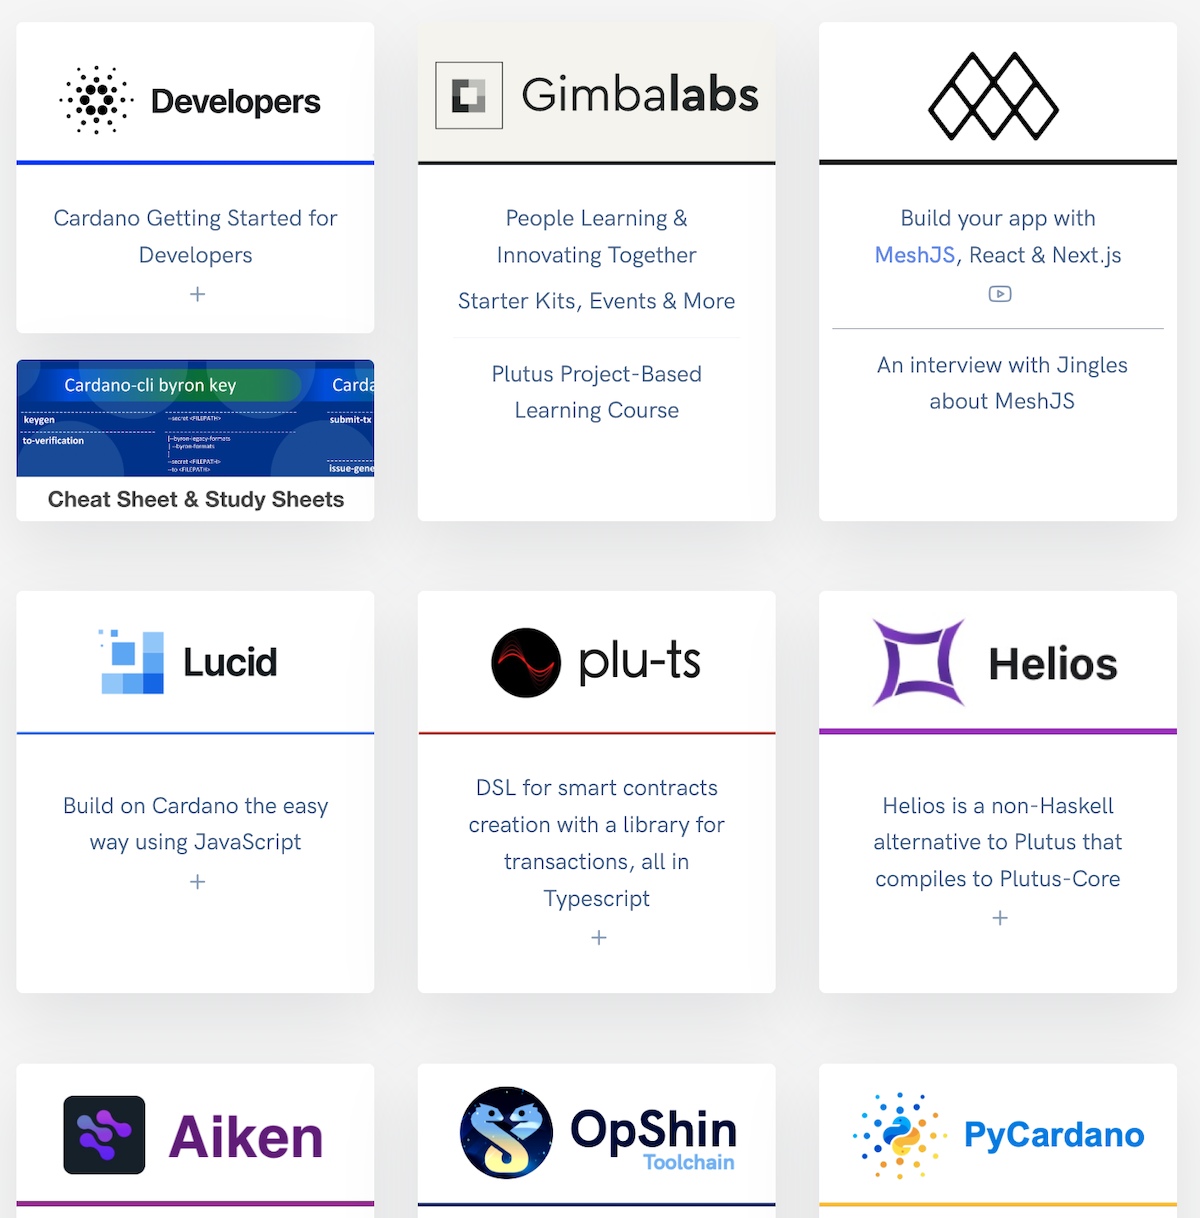 Developers
Cardano Getting Started for
Developers
+
Cardano-cli byron key
Carda
keygen
--secret <FILEPATH>
submit-tx
to-verification
--byron-legacy-formats
| --byron-formats
--secret <FILEPATH>
--to <FILEPATH>
issue-gene
Cheat Sheet & Study Sheets
Gimbalabs
People Learning &
Innovating Together
Starter Kits, Events & More
Plutus Project-Based
Learning Course
Build your app with
MeshJS, React & Next.js
An interview with Jingles
about MeshJS
Lucid
Build on Cardano the easy
way using JavaScript
+
plu-ts
DSL for smart contracts
creation with a library for
transactions, all in
Typescript
+
Helios
Helios is a non-Haskell
alternative to Plutus that
compiles to Plutus-Core
+
Aiken
OpShin
Toolchain
PyCardano